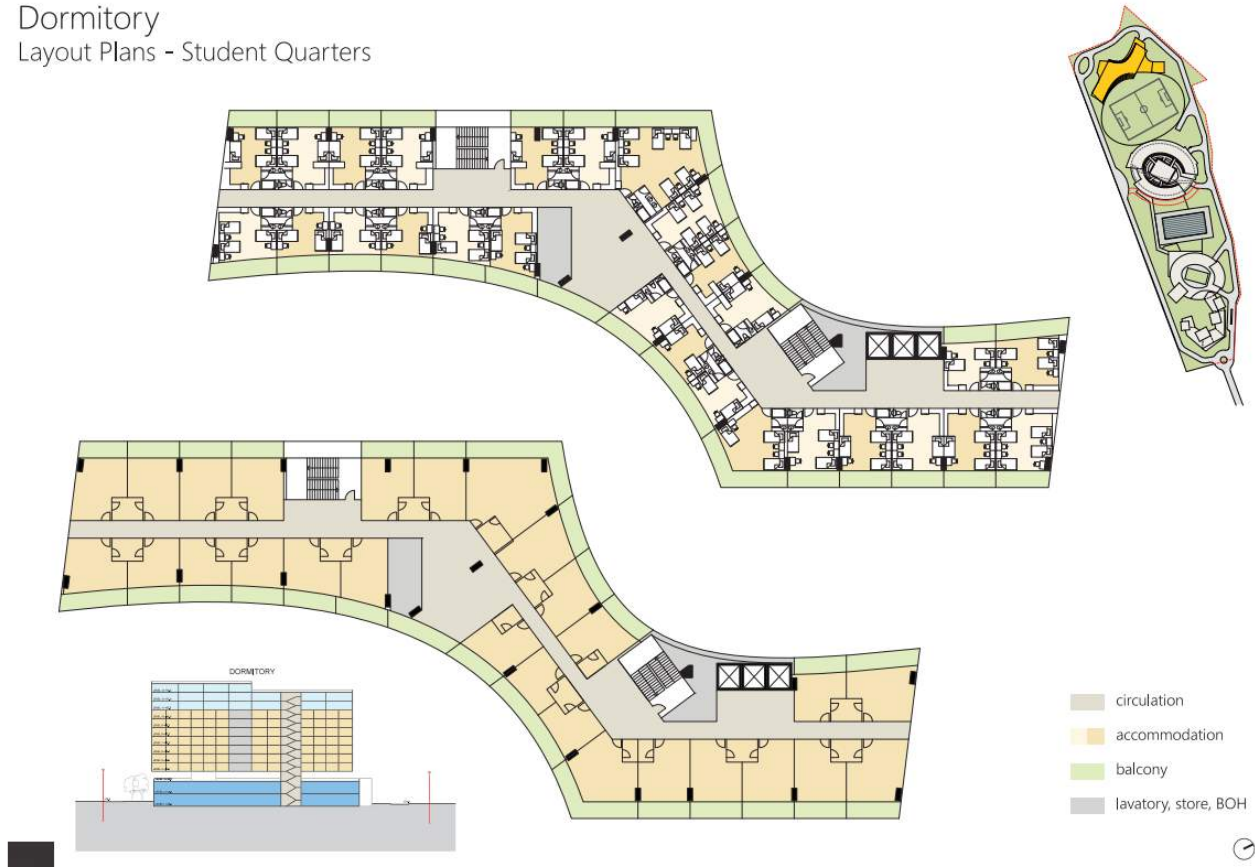 Dormitory
Layout Plans - Student Quarters
DORMITORY
circulation
accommodation
balcony
lavatory, store, BOH